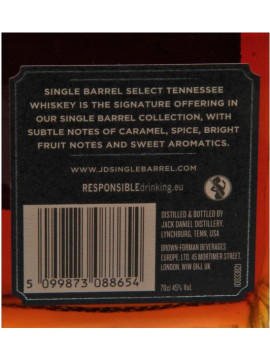 SINGLE BARREL SELECT TENNESSEE
WHISKEY IS THE SIGNATURE OFFERING IN
OUR SINGLE BARREL COLLECTION, WITH
SUBTLE NOTES OF CARAMEL, SPICE, BRIGHT
FRUIT NOTES AND SWEET AROMATICS.
WWW.JDSINGLEBARREL.COM
RESPONSIBLEdrinking.eu
DISTILLED & BOTTLED BY
JACK DANIEL DISTILLERY,
LYNCHBURG, TENN. USA
BROWN-FORMAN BEVERAGES
EUROPE, LTD. 45 MORTIMER STREET,
LONDON. W1W 8HJ. UK
5 099873 088654
70cl 45% Vol.